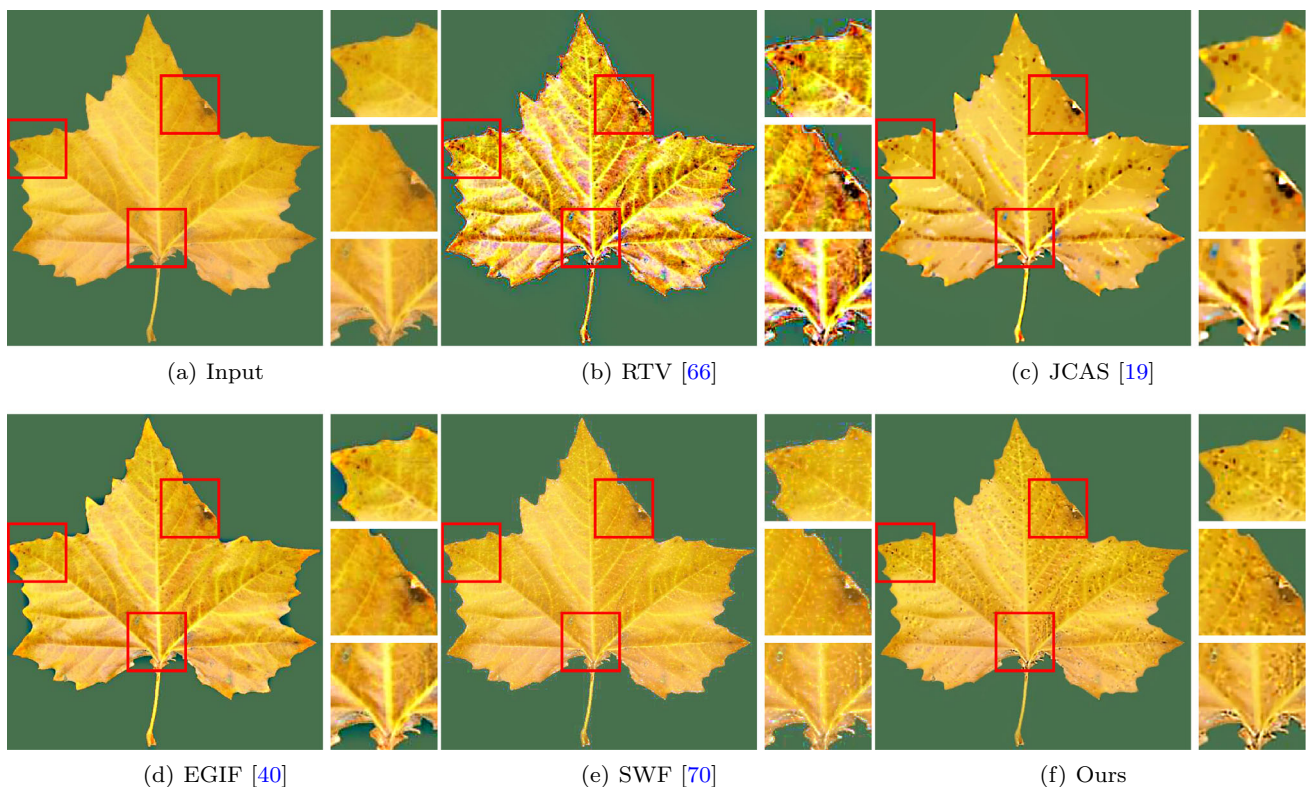 (a) Input
(b) RTV [66]
(c) JCAS [19]
(d) EGIF [40]
(e) SWF [70]
(f) Ours